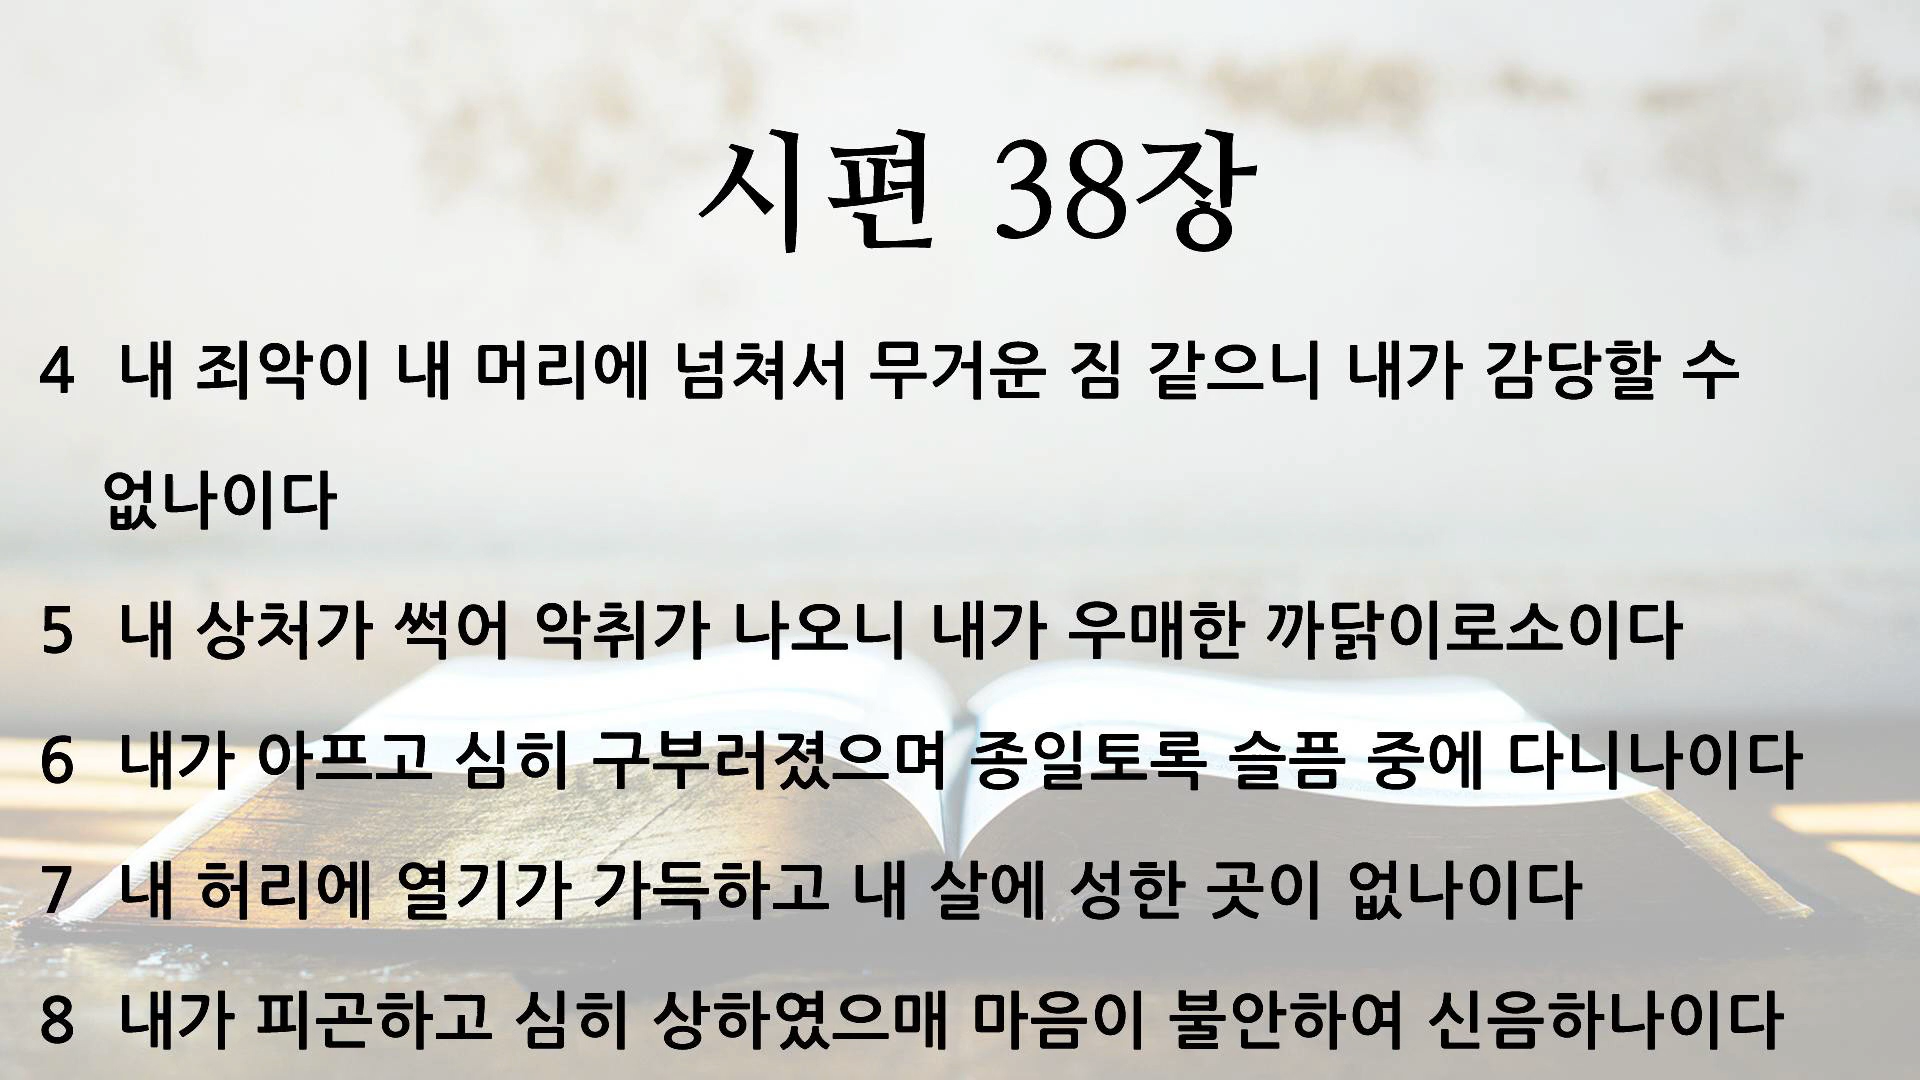 시편 38장
4 내 죄악이 내 머리에 넘쳐서 무거운 짐 같으니 내가 감당할 수
없나이다
5 내 상처가 썩어 악취가 나오니 내가 우매한 까닭이로소이다
6 내가 아프고 심히 구부러졌으며 종일토록 슬픔 중에 다니나이다
7 내 허리에 열기가 가득하고 내 살에 성한 곳이 없나이다
8 내가 피곤하고 심히 상하였으매 마음이 불안하여 신음하나이다